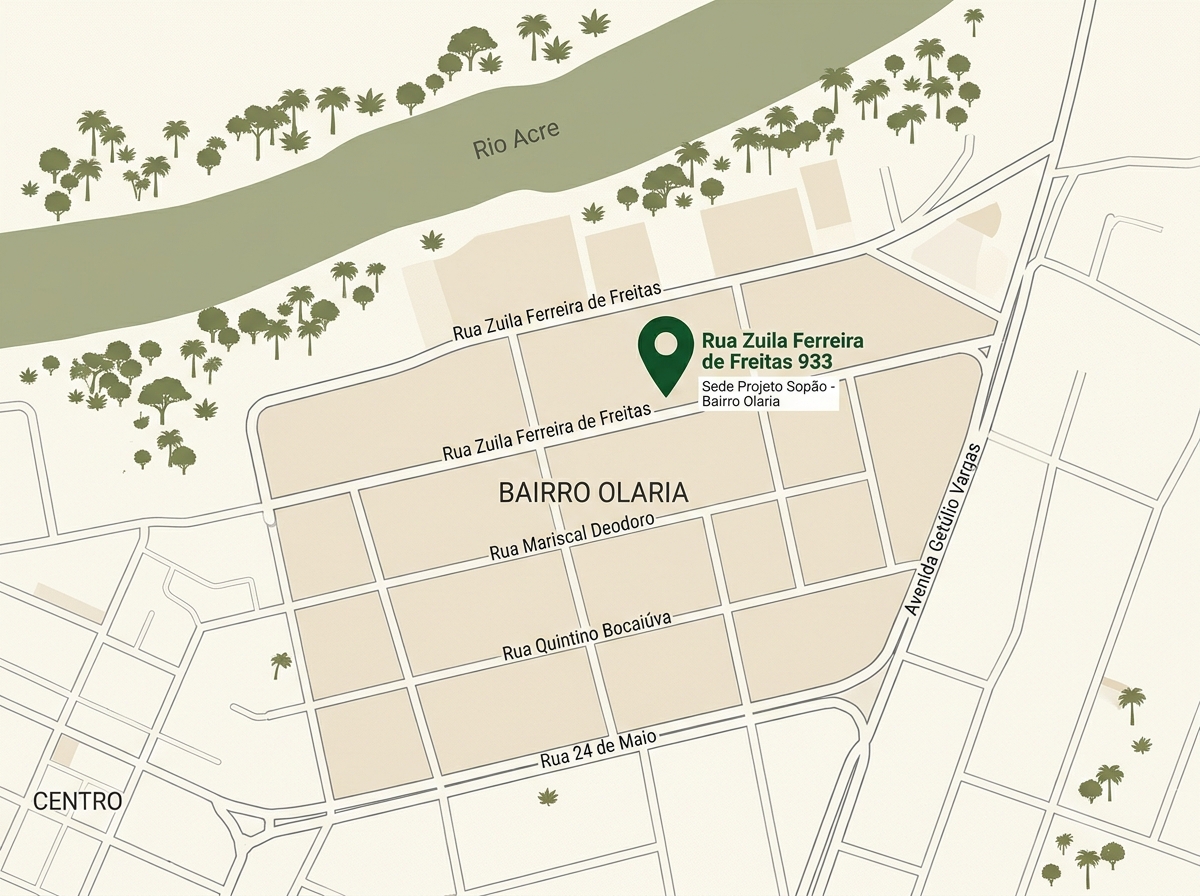 Rio Acre
Rua Zuila Ferreira de Freitas
Rua Zuila Ferreira
de Freitas 933
Sede Projeto Sopão -
Bairro Olaria
Rua Zuila Ferreira de Freitas
BAIRRO OLARIA
Rua Mariscal Deodoro
Avenida Getúlio Vargas
Rua Quintino Bocaiúva
Rua 24 de Maio
CENTRO